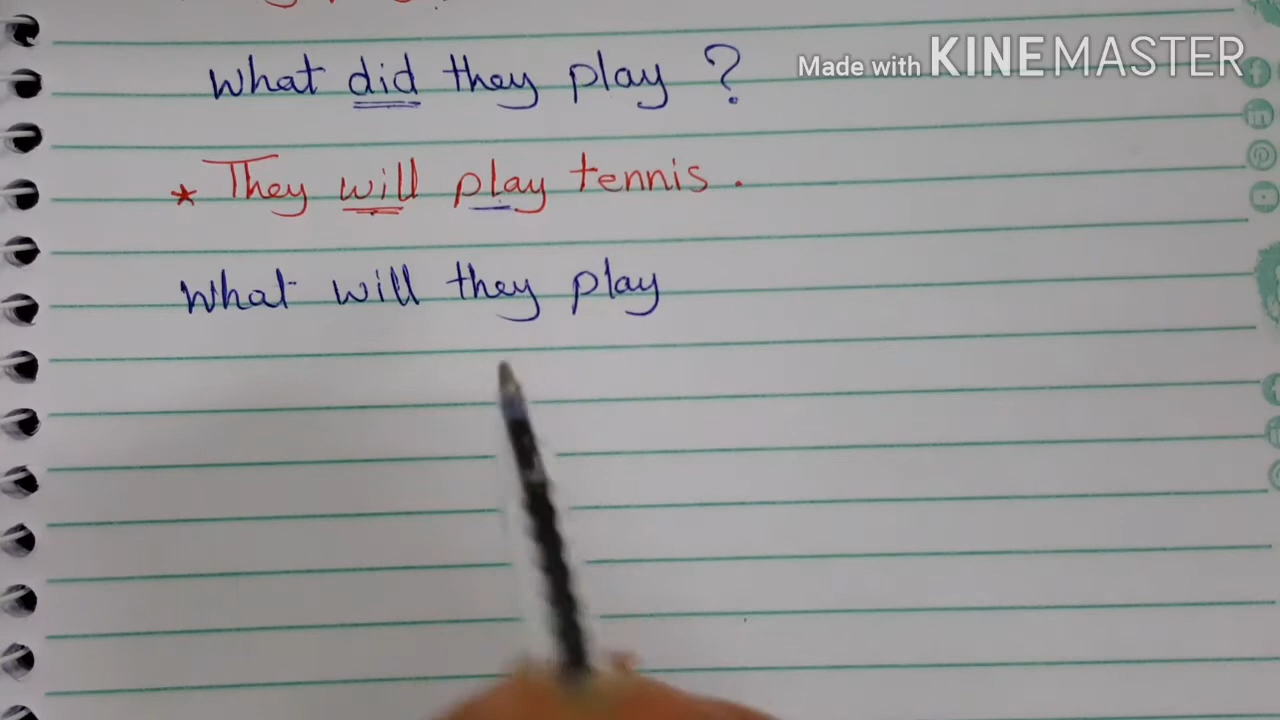 What did they play ?
Made with KINEMASTER
* They will play tennis .
What will they play